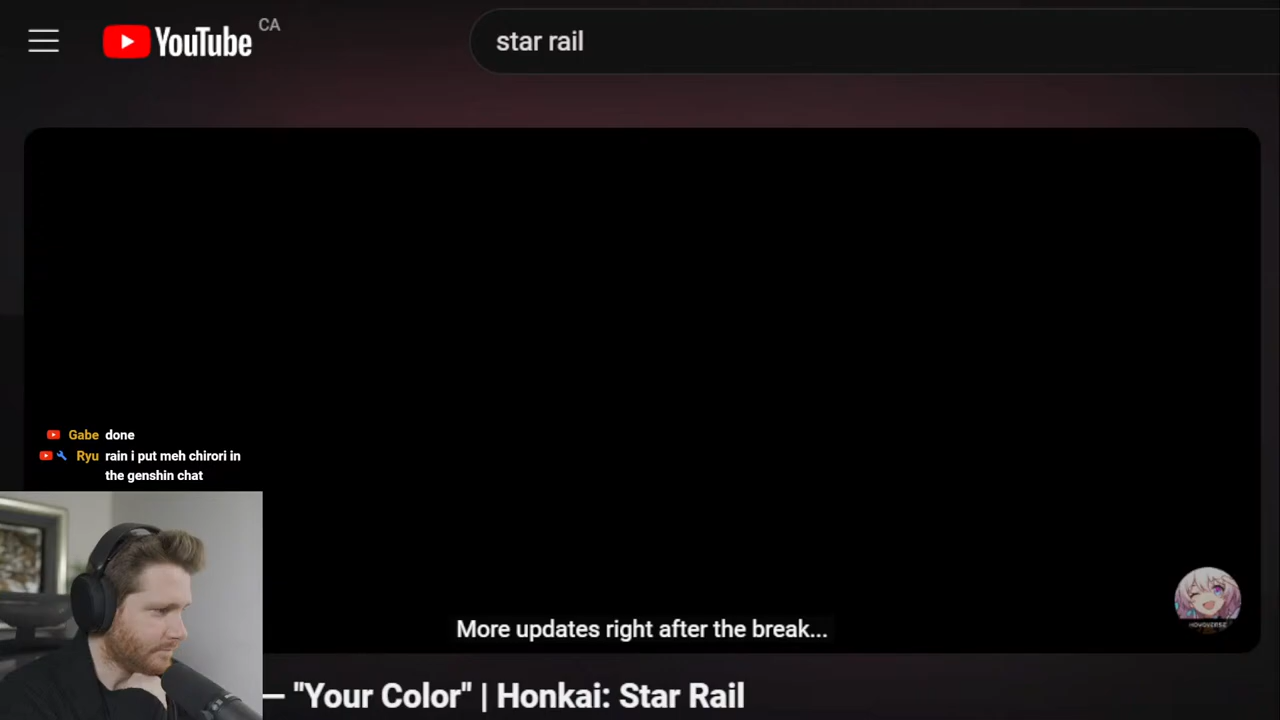 YouTube CA
star rail
Gabe done
Ryu rain i put meh chirori in
the genshin chat
More updates right after the break...
HOYOVERSE
– "Your Color" | Honkai: Star Rail